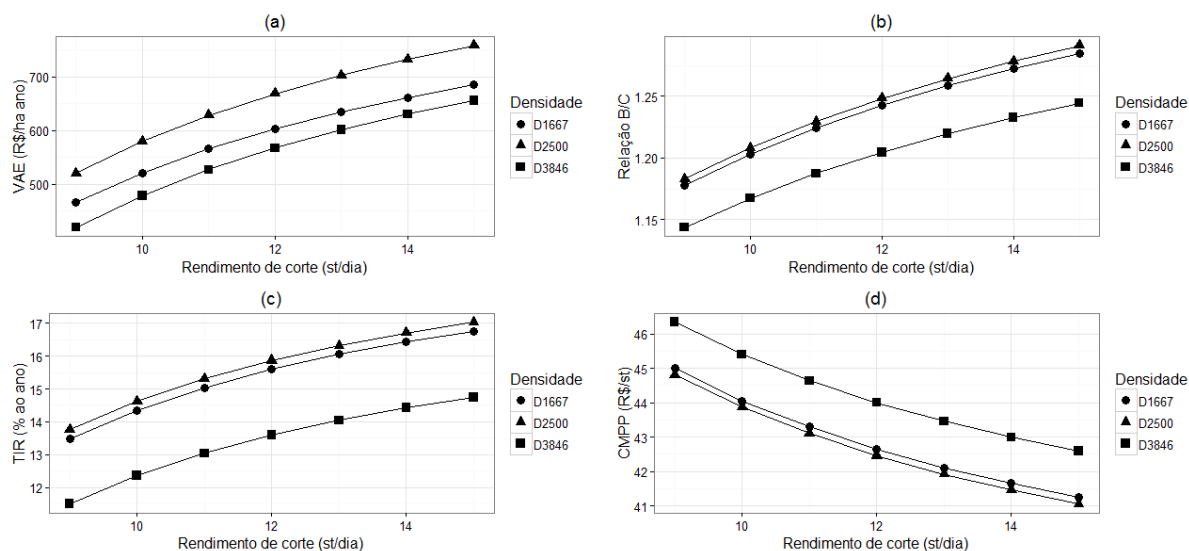 (a)
VAE (R$/ha ano)
700
600
500
10
12
14
Rendimento de corte (st/dia)
Densidade
D1667
D2500
D3846
(b)
Relação B/C
1.25
1.20
1.15
10
12
14
Rendimento de corte (st/dia)
Densidade
D1667
D2500
D3846
(c)
TIR (% ao ano)
17
16
15
14
13
12
10
12
14
Rendimento de corte (st/dia)
Densidade
D1667
D2500
D3846
(d)
CMPP (R$/st)
46
45
44
43
42
41
10
12
14
Rendimento de corte (st/dia)
Densidade
D1667
D2500
D3846